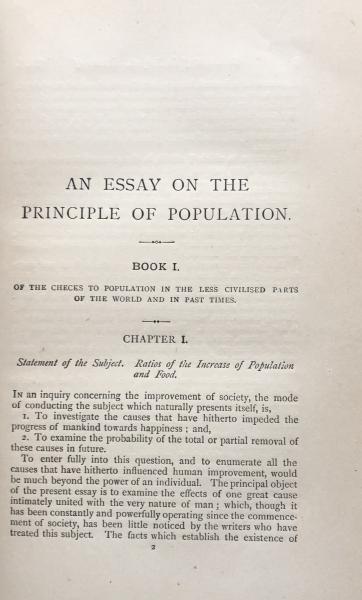 AN ESSAY ON THE
PRINCIPLE OF POPULATION.
BOOK I.
OF THE CHECKS TO POPULATION IN THE LESS CIVILISED PARTS
OF THE WORLD AND IN PAST TIMES.
CHAPTER I.
Statement of the Subject. Ratios of the Increase of Population
and Food.
IN an inquiry concerning the improvement of society, the mode
of conducting the subject which naturally presents itself, is,
1. To investigate the causes that have hitherto impeded the
progress of mankind towards happiness; and,
2. To examine the probability of the total or partial removal of
these causes in future.
To enter fully into this question, and to enumerate all the
causes that have hitherto influenced human improvement, would
be much beyond the power of an individual. The principal object
of the present essay is to examine the effects of one great cause
intimately united with the very nature of man; which, though it
has been constantly and powerfully operating since the commence-
ment of society, has been little noticed by the writers who have
treated this subject. The facts which establish the existence of
2